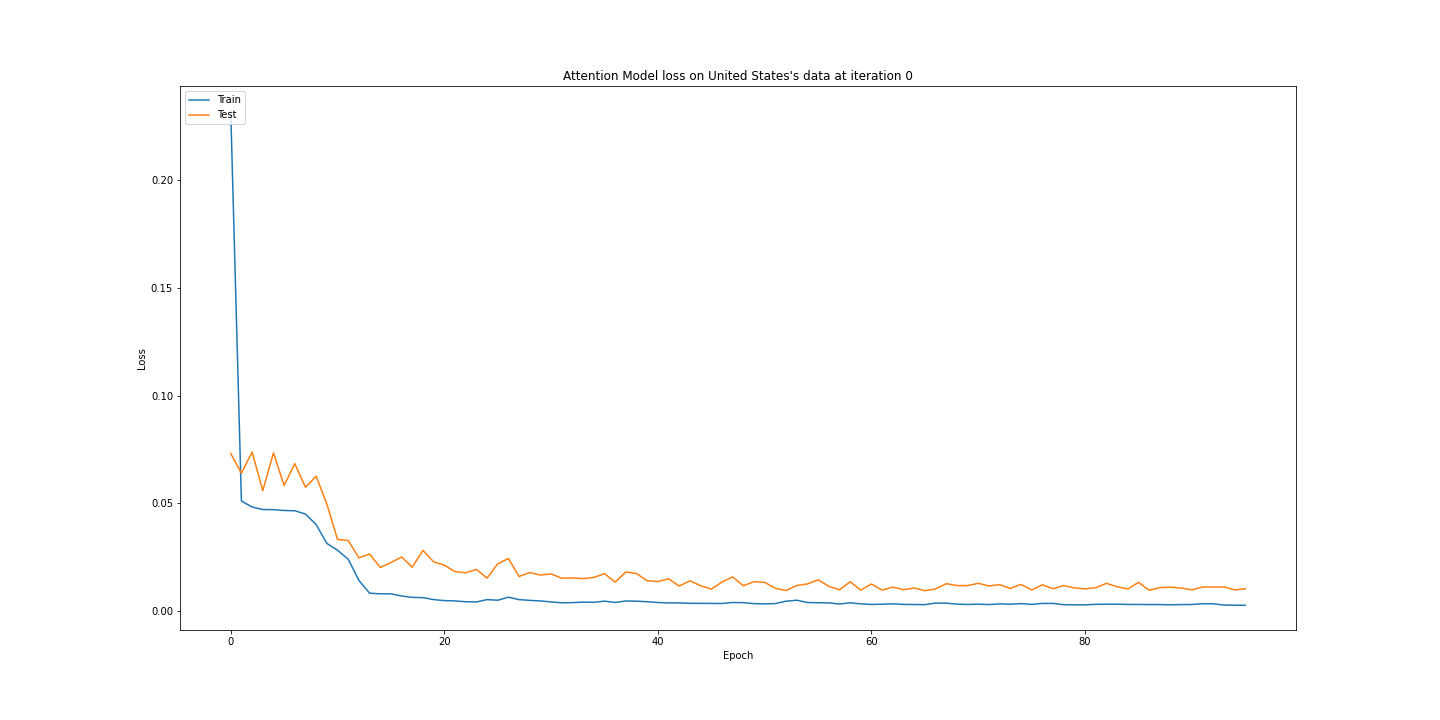 Attention Model loss on United States's data at iteration 0
Train
Test
0.20
0.15
0.10
0.05
0.00
Loss
0
20
40
60
80
Epoch